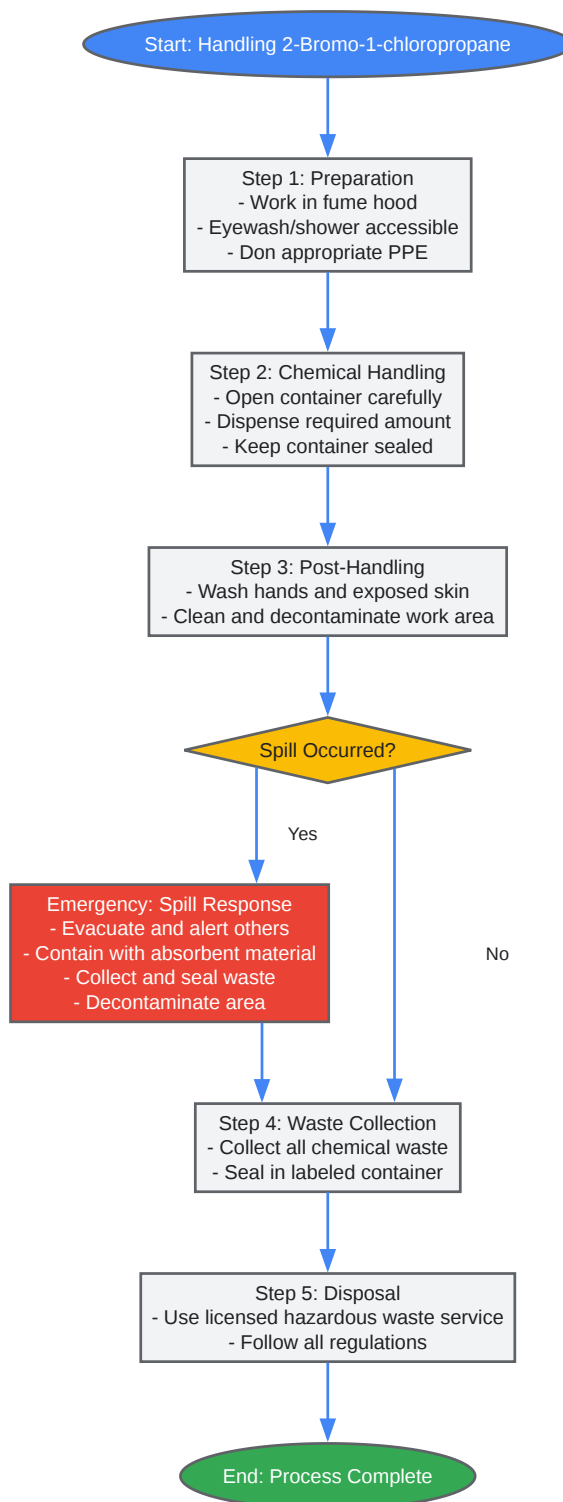 Start: Handling 2-Bromo-1-chloropropane
Step 1: Preparation
- Work in fume hood
- Eyewash/shower accessible
- Don appropriate PPE
Step 2: Chemical Handling
- Open container carefully
- Dispense required amount
- Keep container sealed
Step 3: Post-Handling
- Wash hands and exposed skin
- Clean and decontaminate work area
Spill Occurred?
Yes
Emergency: Spill Response
- Evacuate and alert others
- Contain with absorbent material
- Collect and seal waste
- Decontaminate area
No
Step 4: Waste Collection
- Collect all chemical waste
- Seal in labeled container
Step 5: Disposal
- Use licensed hazardous waste service
- Follow all regulations
End: Process Complete